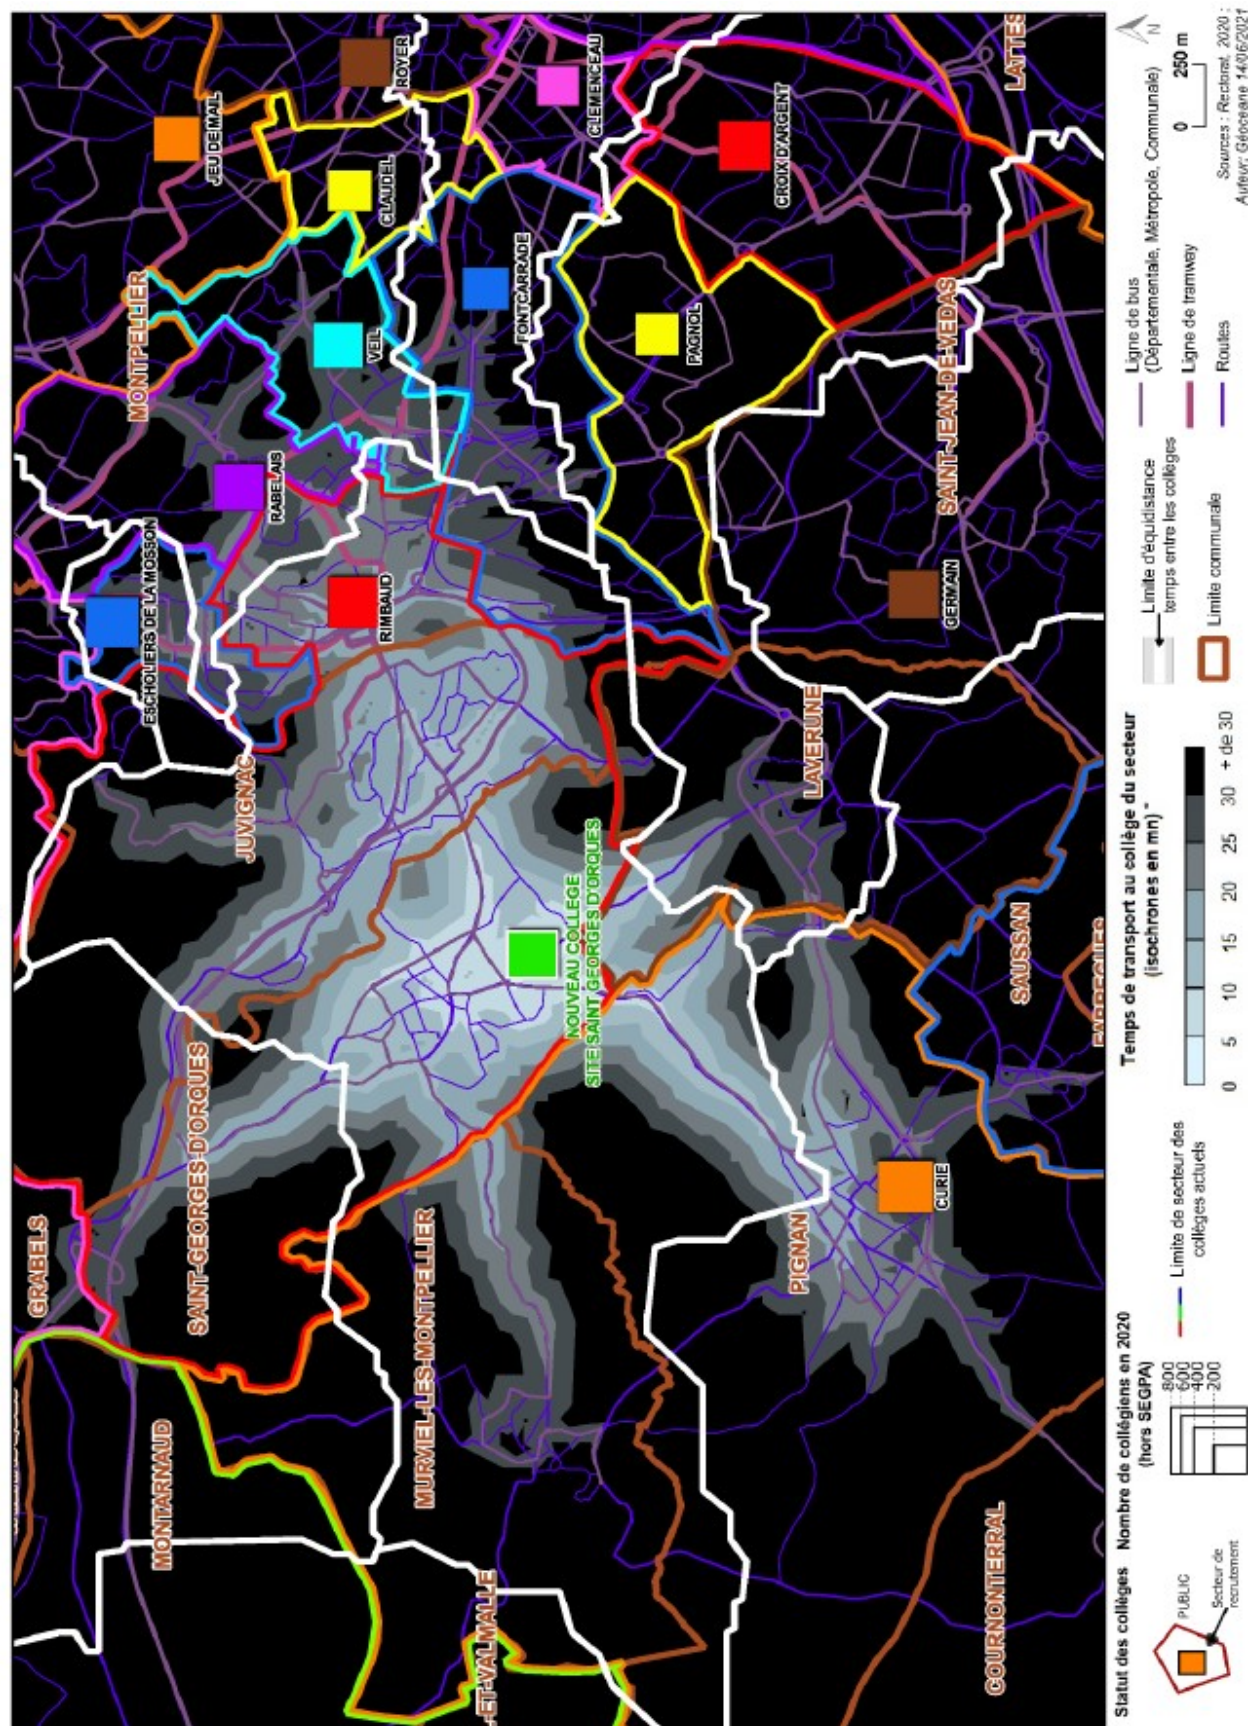 GRABELS
MONTARNAUD
SAINT-GEORGES-D'ORQUES
MURVIEL-LES-MONTPELLIER
-ET-VALMALLE
COURNONTERRAL
PIGNAN
CURIE
NOUVEAU COLLEGE
SITE SAINT GEORGES D'ORQUES
JUVIGNAC
ESCHOLIERS DE LA MOSSON
RIMBAUD
RABELAIS
MONTPELLIER
VEIL
JEU DE MAIL
CLAUDEL
ROYER
FONTCARRADE
CLEMENCEAU
PAGNOL
CROIX D'ARGENT
LATTES
SAINT-JEAN-DE-VEDAS
GERMAIN
LAVERUNE
SAUSSAN
FABREGUES
Statut des collèges
PUBLIC
Secteur de
recrutement
Nombre de collégiens en 2020
(hors SEGPA)
800
600
400
200
Limite de secteur des
collèges actuels
Temps de transport au collège du secteur
(isochrones en mn)"
0 5 10 15 20 25 30 + de 30
Limite d'équidistance
temps entre les collèges
Limite communale
Ligne de bus
(Départementale, Métropole, Communale)
Ligne de tramway
Routes
N
0 250 m
Sources : Rectorat, 2020 ;
Auteur: Géoceane 14/06/2021